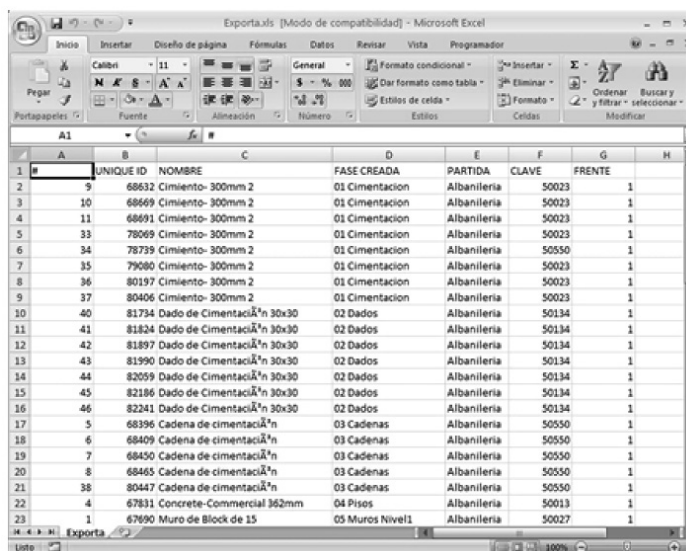 Exporta.xls [Modo de compatibilidad] - Microsoft Excel
Inicio Insertar Diseño de página Fórmulas Datos Revisar Vista Programador
Pegar
Portapapeles
Calibri 11
N K S A A
Fuente
Alineación
General
$ % 000
Número
Formato condicional
Dar formato como tabla
Estilos de celda
Estilos
Insertar
Eliminar
Formato
Celdas
Σ
Ordenar y filtrar
Buscar y seleccionar
Modificar
A1 fx #
A B C D E F G H
1 # UNIQUE ID NOMBRE FASE CREADA PARTIDA CLAVE FRENTE
2 9 68632 Cimiento- 300mm 2 01 Cimentacion Albanileria 50023 1
3 10 68669 Cimiento- 300mm 2 01 Cimentacion Albanileria 50023 1
4 11 68691 Cimiento- 300mm 2 01 Cimentacion Albanileria 50023 1
5 33 78069 Cimiento- 300mm 2 01 Cimentacion Albanileria 50023 1
6 34 78739 Cimiento- 300mm 2 01 Cimentacion Albanileria 50550 1
7 35 79080 Cimiento- 300mm 2 01 Cimentacion Albanileria 50023 1
8 36 80197 Cimiento- 300mm 2 01 Cimentacion Albanileria 50023 1
9 37 80406 Cimiento- 300mm 2 01 Cimentacion Albanileria 50023 1
10 40 81734 Dado de CimentaciÃ³n 30x30 02 Dados Albanileria 50134 1
11 41 81824 Dado de CimentaciÃ³n 30x30 02 Dados Albanileria 50134 1
12 42 81897 Dado de CimentaciÃ³n 30x30 02 Dados Albanileria 50134 1
13 43 81990 Dado de CimentaciÃ³n 30x30 02 Dados Albanileria 50134 1
14 44 82059 Dado de CimentaciÃ³n 30x30 02 Dados Albanileria 50134 1
15 45 82186 Dado de CimentaciÃ³n 30x30 02 Dados Albanileria 50134 1
16 46 82241 Dado de CimentaciÃ³n 30x30 02 Dados Albanileria 50134 1
17 5 68396 Cadena de cimentaciÃ³n 03 Cadenas Albanileria 50550 1
18 6 68409 Cadena de cimentaciÃ³n 03 Cadenas Albanileria 50550 1
19 7 68450 Cadena de cimentaciÃ³n 03 Cadenas Albanileria 50550 1
20 8 68465 Cadena de cimentaciÃ³n 03 Cadenas Albanileria 50550 1
21 38 80447 Cadena de cimentaciÃ³n 03 Cadenas Albanileria 50550 1
22 4 67831 Concrete-Commercial 362mm 04 Pisos Albanileria 50013 1
23 1 67690 Muro de Block de 15 05 Muros Nivel1 Albanileria 50027 1
Exporta
Listo 100%